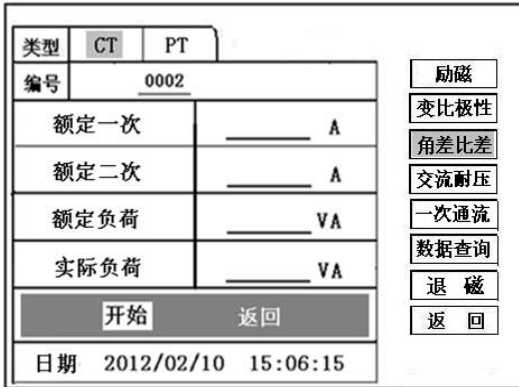 类型 CT PT
编号 0002
额定一次 A
额定二次 A
额定负荷 VA
实际负荷 VA
开始 返回
日期 2012/02/10 15:06:15
励磁
变比极性
角差比差
交流耐压
一次通流
数据查询
退 磁
返 回